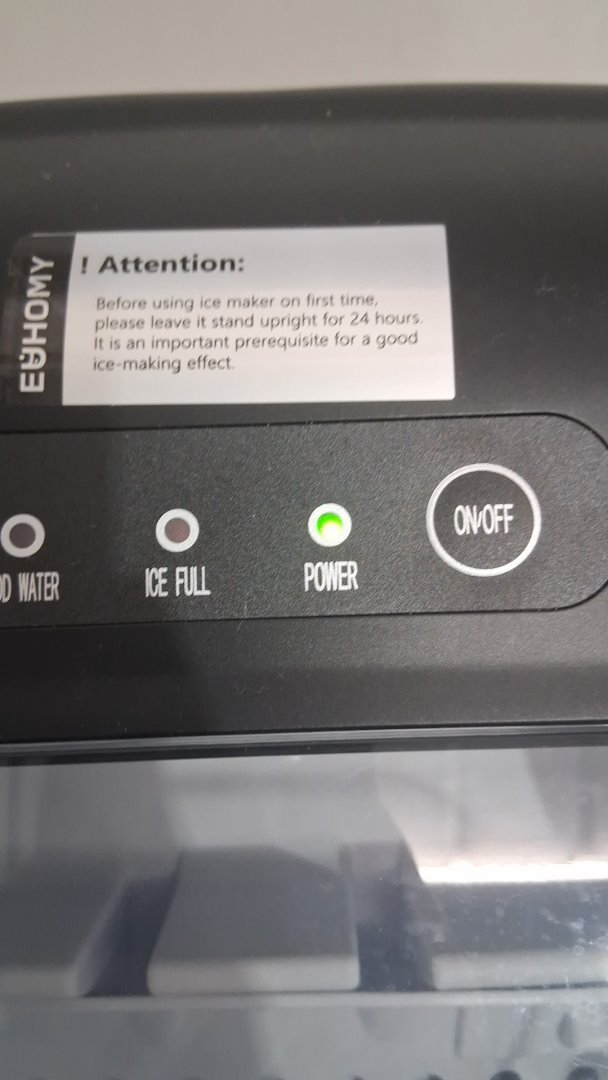 EUHOMY
! Attention:
Before using ice maker on first time,
please leave it stand upright for 24 hours.
It is an important prerequisite for a good
ice-making effect.
WATER
ICE FULL
POWER
ON/OFF